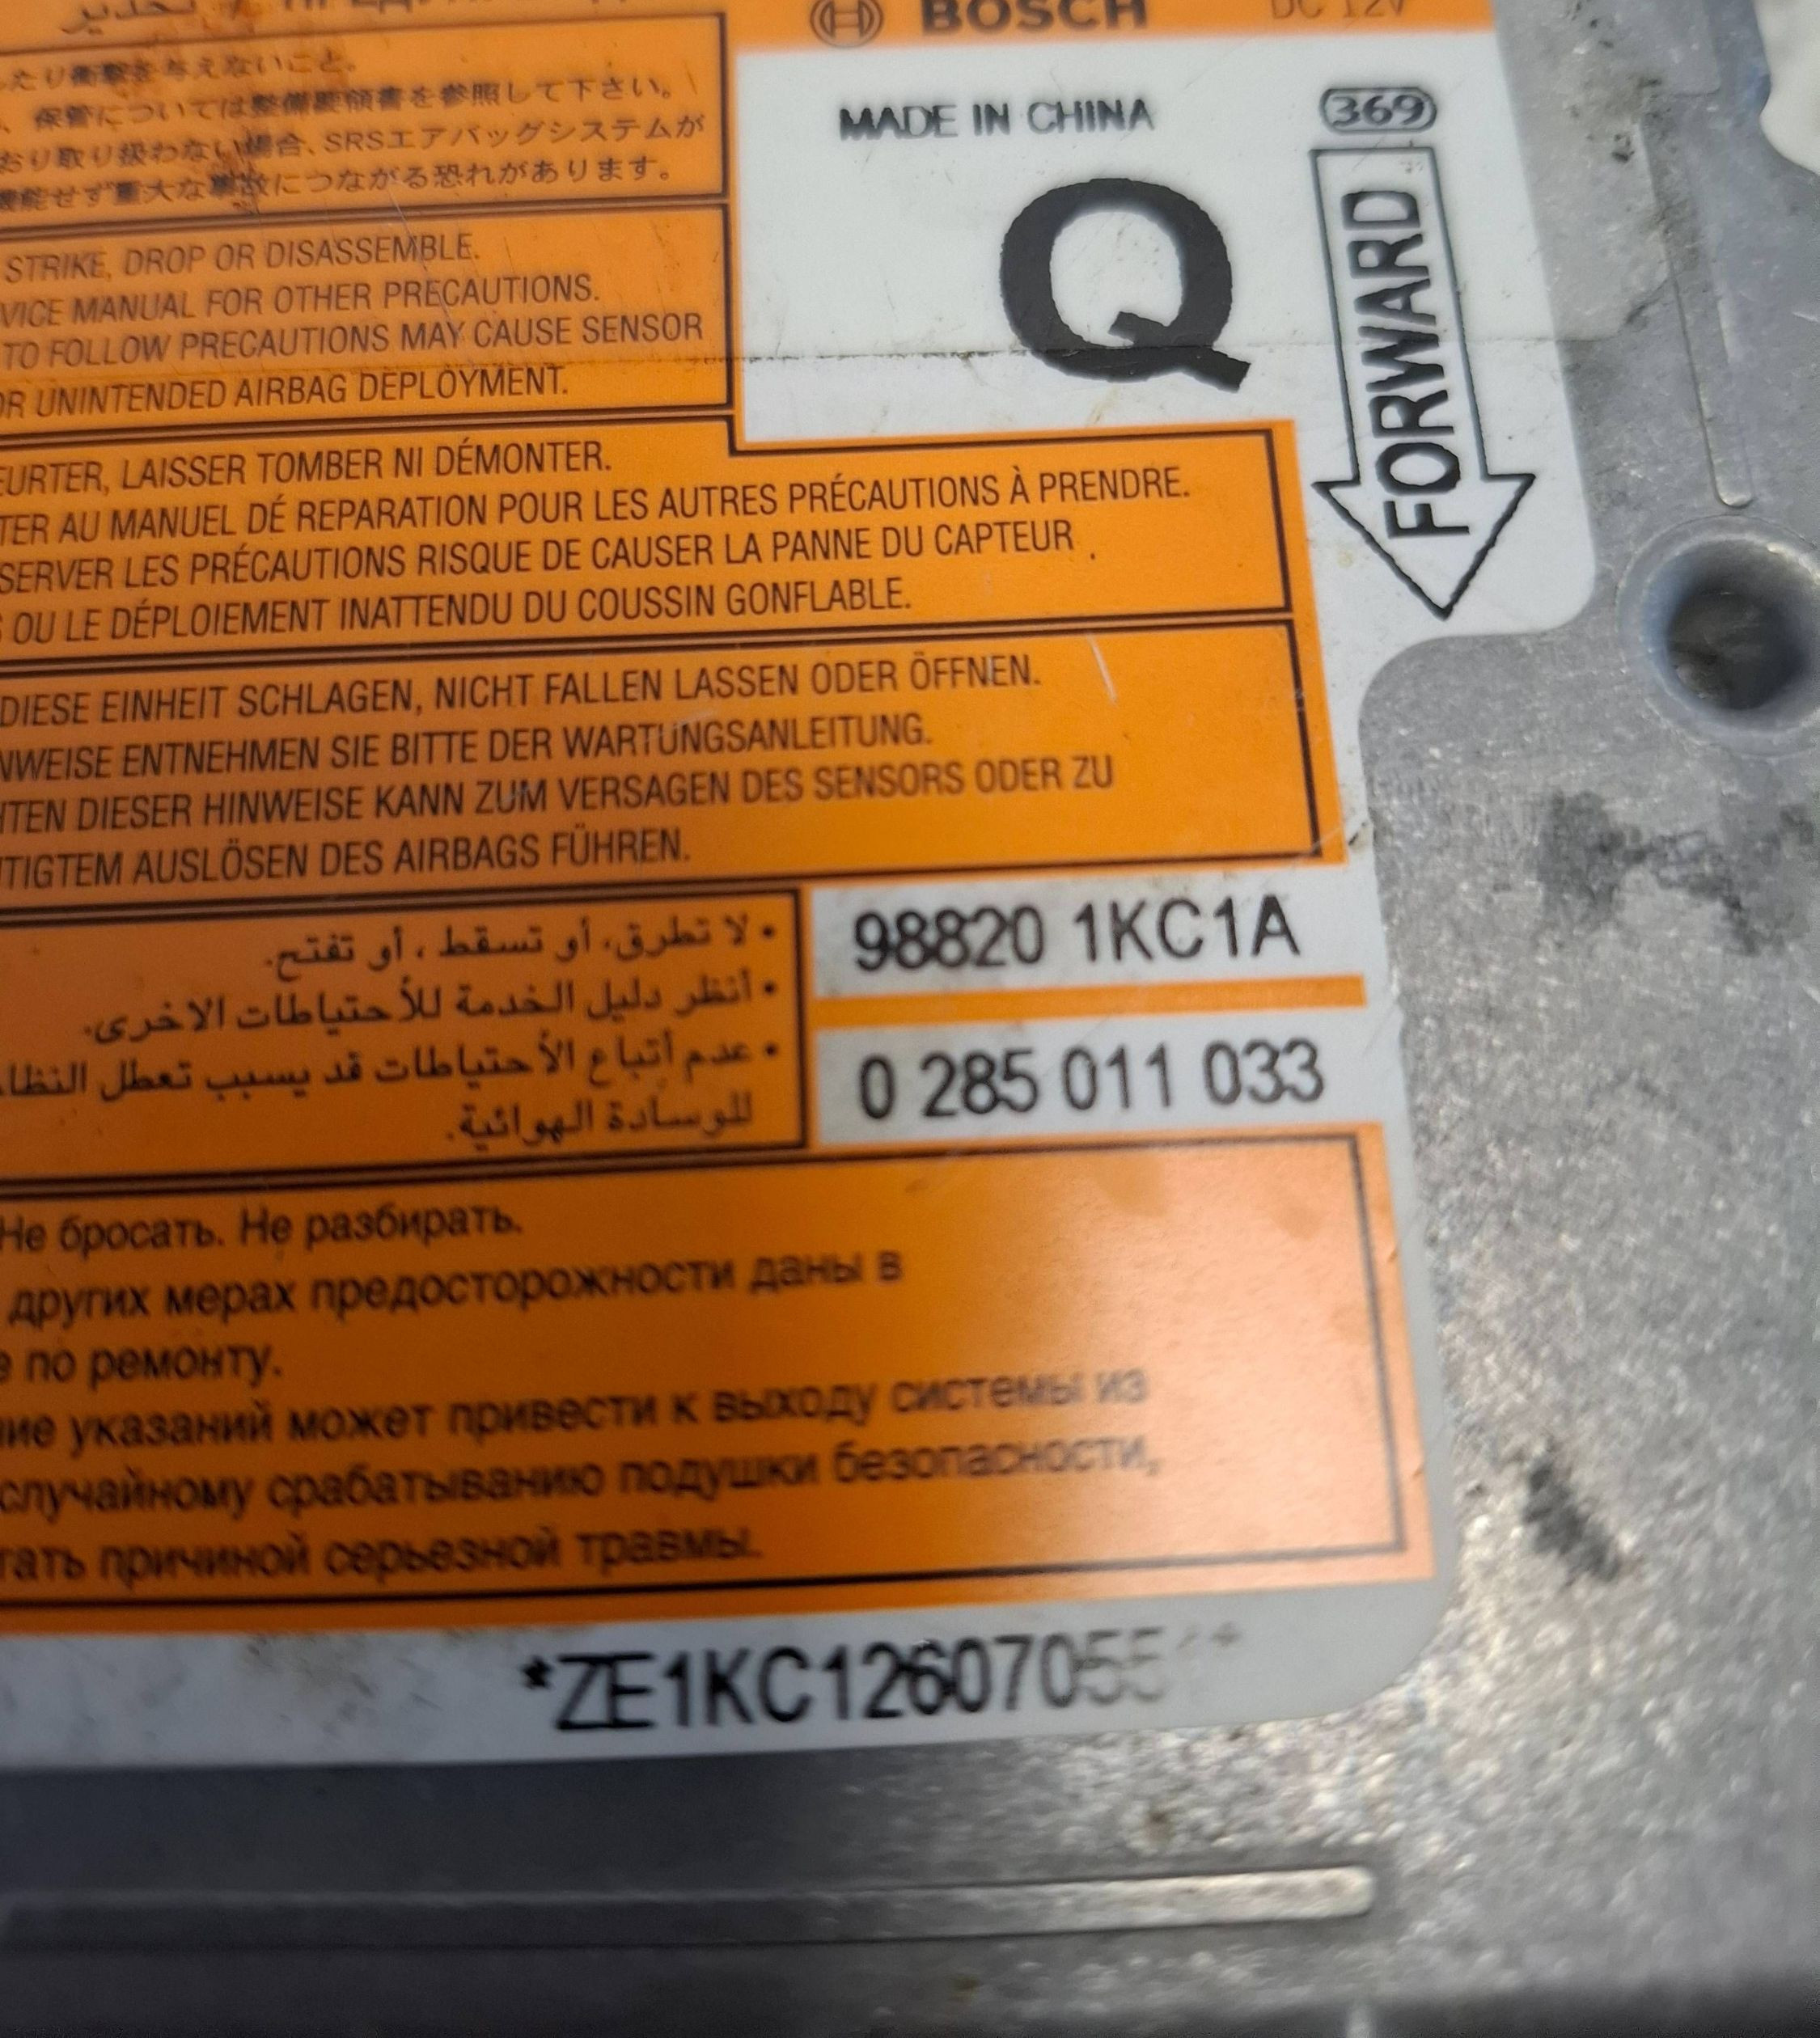 تحذير
BOSCH
DC 12V
MADE IN CHINA
369
Q
FORWARD
たり衝撃を与えないこと。
、保管については整備要領書を参照して下さい。
おり取り扱わない場合、SRSエアバッグシステムが
機能せず重大な事故につながる恐れがあります。
STRIKE, DROP OR DISASSEMBLE.
VICE MANUAL FOR OTHER PRECAUTIONS.
TO FOLLOW PRECAUTIONS MAY CAUSE SENSOR
OR UNINTENDED AIRBAG DEPLOYMENT.
EURTER, LAISSER TOMBER NI DÉMONTER.
TER AU MANUEL DÉ REPARATION POUR LES AUTRES PRÉCAUTIONS À PRENDRE.
SERVER LES PRÉCAUTIONS RISQUE DE CAUSER LA PANNE DU CAPTEUR
OU LE DÉPLOIEMENT INATTENDU DU COUSSIN GONFLABLE.
DIESE EINHEIT SCHLAGEN, NICHT FALLEN LASSEN ODER ÖFFNEN.
NWEISE ENTNEHMEN SIE BITTE DER WARTUNGSANLEITUNG.
HTEN DIESER HINWEISE KANN ZUM VERSAGEN DES SENSORS ODER ZU
TIGTEM AUSLÖSEN DES AIRBAGS FÜHREN.
• لا تطرق، أو تسقط ، أو تفتح.
• أنظر دليل الخدمة للأحتياطات الاخرى.
• عدم أتباع الأحتياطات قد يسبب تعطل النظا
للوسادة الهوائية.
98820 1KC1A
0 285 011 033
Не бросать. Не разбирать.
других мерах предосторожности даны в
е по ремонту.
ние указаний может привести к выходу системы из
случайному срабатыванию подушки безопасности,
тать причиной серьезной травмы.
*ZE1KC12607055